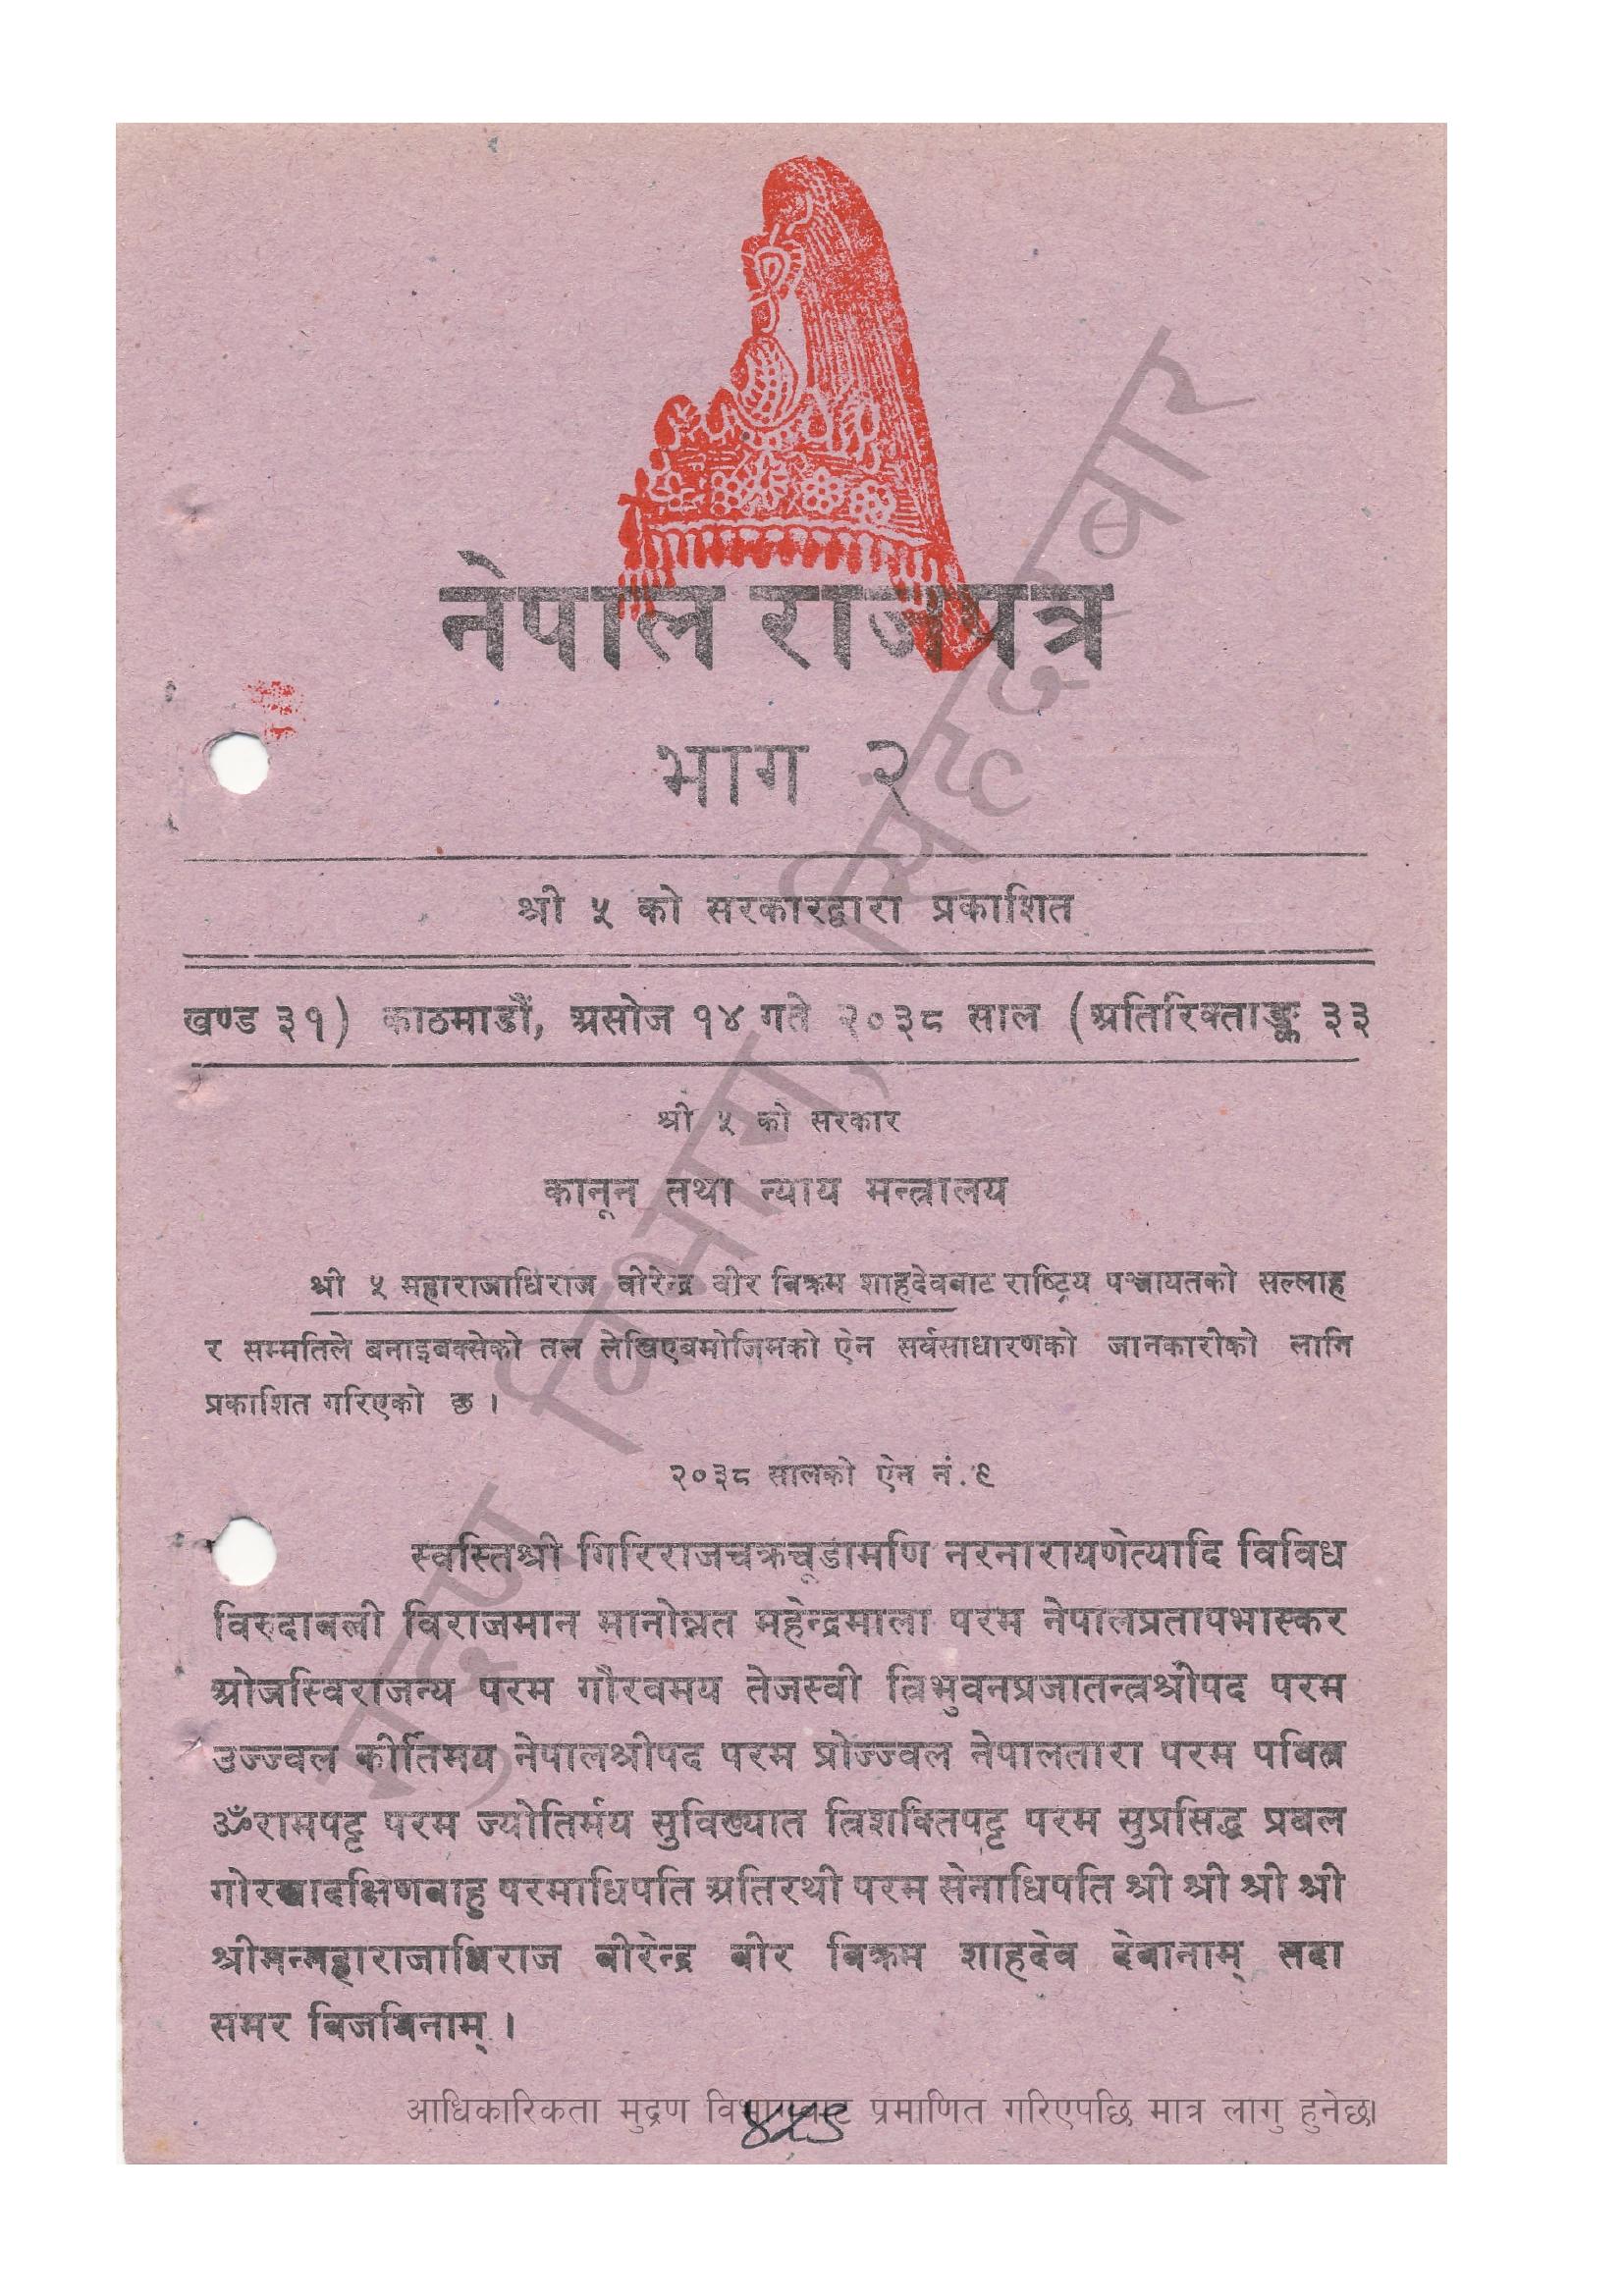 नेपाल राजपत्र
भाग २
श्री ५ को सरकारद्वारा प्रकाशित
खण्ड ३१) काठमाडौं, असोज १४ गते २०३८ साल (अतिरिक्ताङ्क ३३
श्री ५ को सरकार
कानून तथा न्याय मन्त्रालय
श्री ५ महाराजाधिराज वीरेन्द्र वीर विक्रम शाहदेवबाट राष्ट्रिय पञ्चायतको सल्लाह
र सम्मतिले बनाइबक्सेको तल लेखिएबमोजिमको ऐन सर्वसाधारणको जानकारीको लागि
प्रकाशित गरिएको छ ।
२०३८ सालको ऐन नं. ९
स्वस्तिश्री गिरिराजचक्रचूडामणि नरनारायणेत्यादि विविध
विरुदावली विराजमान मानोन्नत महेन्द्रमाला परम नेपालप्रतापभास्कर
ओजस्विराजन्य परम गौरवमय तेजस्वी त्रिभुवनप्रजातन्त्रश्रीपद परम
उज्ज्वल कीर्तिमय नेपालश्रीपद परम प्रोज्ज्वल नेपालतारा परम पवित्र
ॐरामपट्ट परम ज्योतिर्मय सुविख्यात त्रिशक्तिपट्ट परम सुप्रसिद्ध प्रबल
गोरखादक्षिणबाहु परमाधिपति अतिरथी परम सेनाधिपति श्री श्री श्री श्री
श्रीमन्महाराजाधिराज वीरेन्द्र वीर विक्रम शाहदेव देवानाम् सदा
समर विजयिनाम् ।
मुद्रण विभाग, सिंहदरबार
आधिकारिकता मुद्रण विभागबाट प्रमाणित गरिएपछि मात्र लागु हुनेछ।